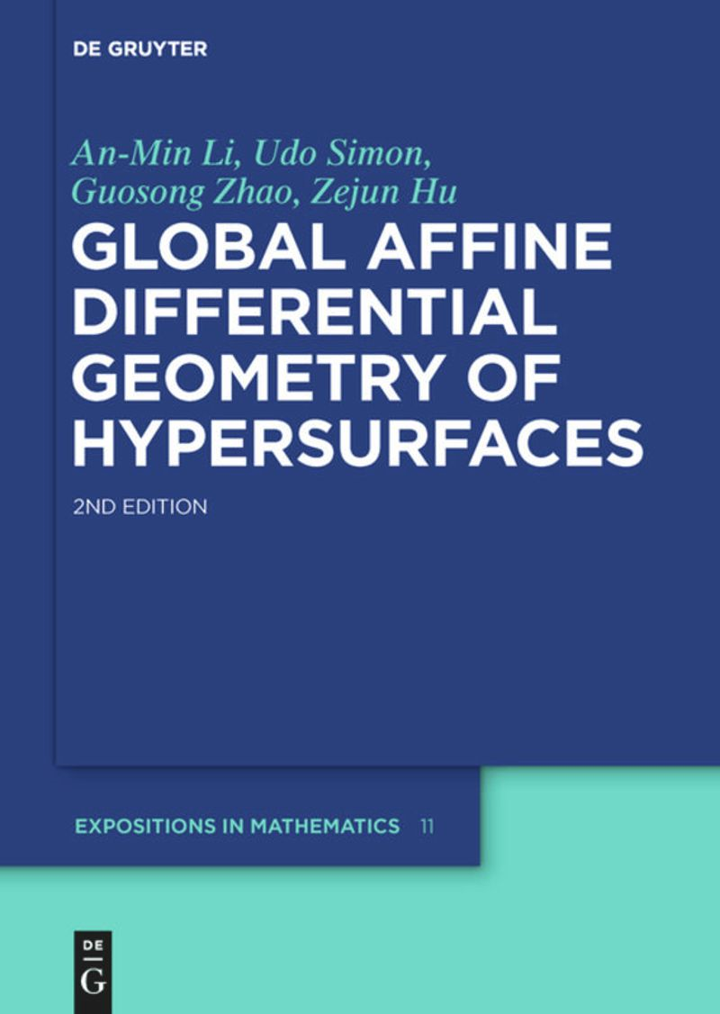 DE GRUYTER
An-Min Li, Udo Simon,
Guosong Zhao, Zejun Hu
GLOBAL AFFINE
DIFFERENTIAL
GEOMETRY OF
HYPERSURFACES
2ND EDITION
EXPOSITIONS IN MATHEMATICS 11
DE
G